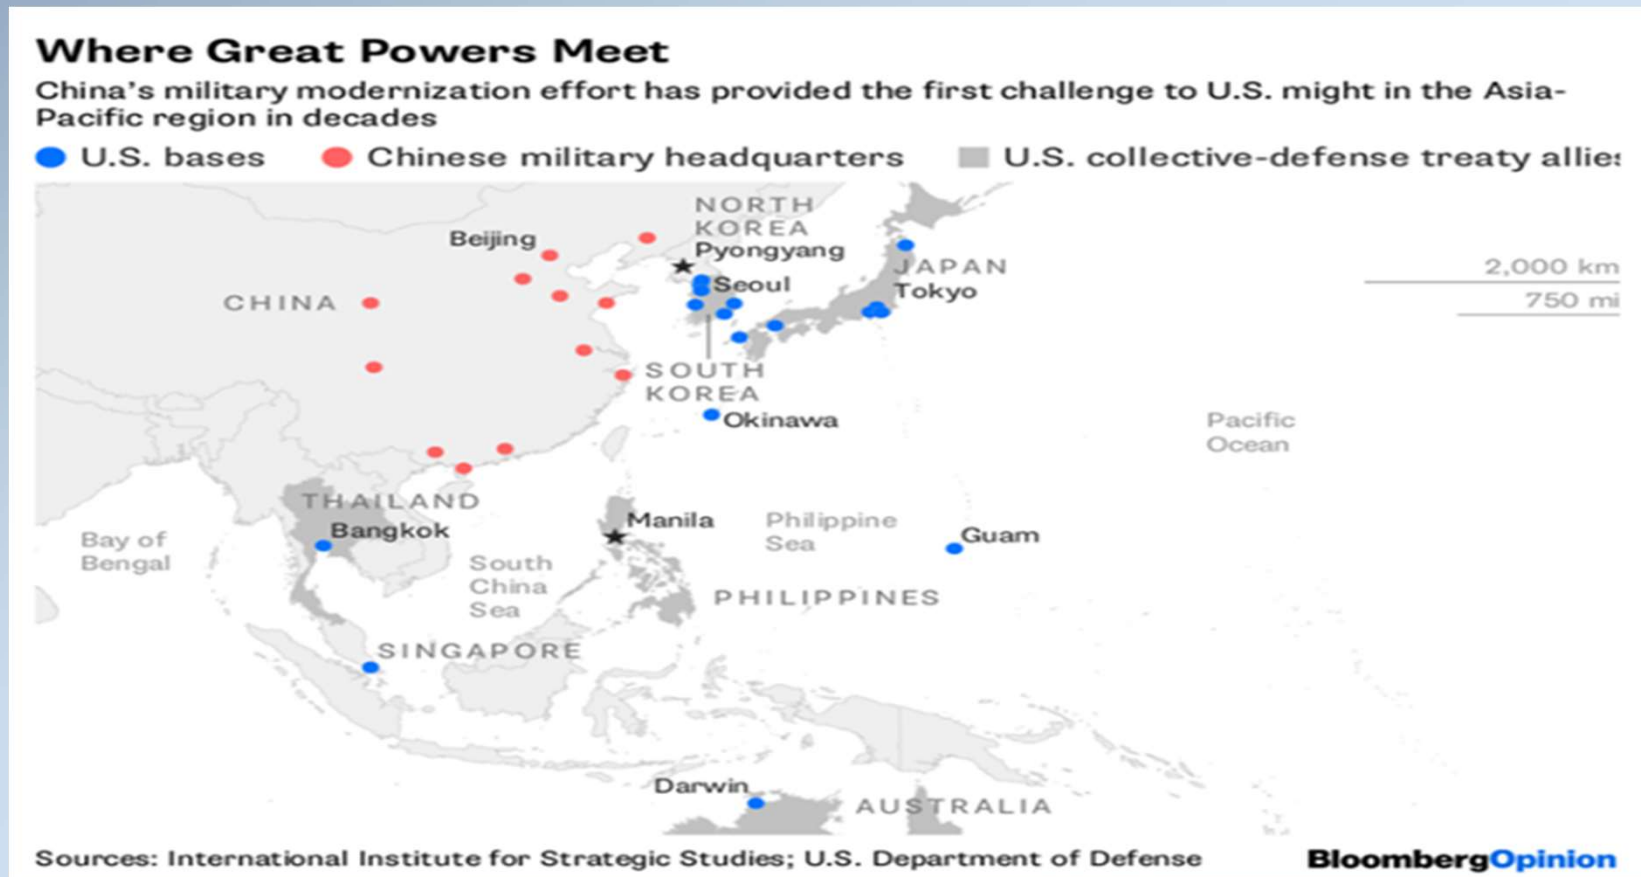 Where Great Powers Meet
China's military modernization effort has provided the first challenge to U.S. might in the Asia-
Pacific region in decades
U.S. bases
Chinese military headquarters
U.S. collective-defense treaty allies
NORTH
KOREA
Beijing
Pyongyang
JAPAN
2,000 km
Seoul
Tokyo
CHINA
750 mi
SOUTH
KOREA
Okinawa
Pacific
Ocean
THAILAND
Bangkok
Manila
Philippine
Sea
Guam
Bay of
Bengal
South
China
Sea
PHILIPPINES
SINGAPORE
Darwin
AUSTRALIA
Sources: International Institute for Strategic Studies; U.S. Department of Defense
BloombergOpinion